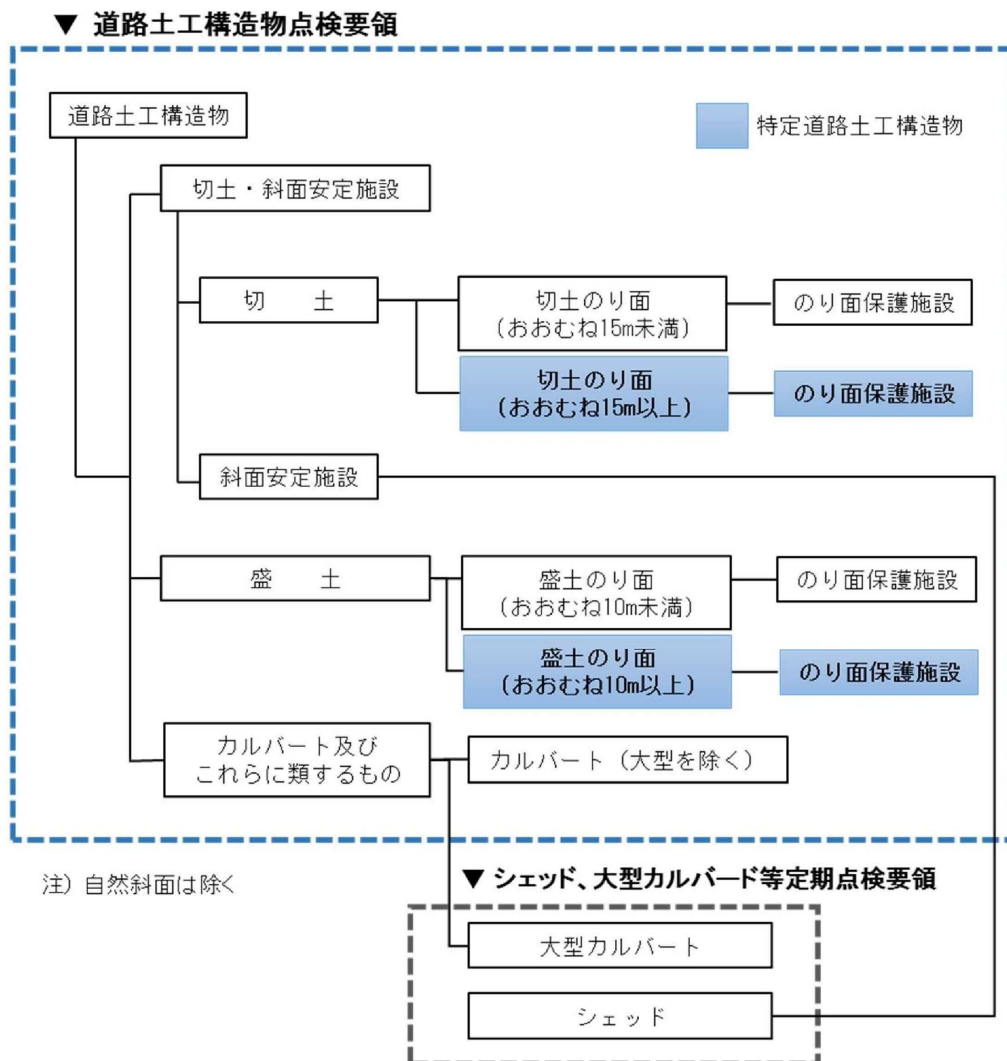 ▼ 道路土工構造物点検要領
道路土工構造物
特定道路土工構造物
切土・斜面安定施設
切　土
切土のり面
(おおむね15m未満)
のり面保護施設
切土のり面
(おおむね15m以上)
のり面保護施設
斜面安定施設
盛　土
盛土のり面
(おおむね10m未満)
のり面保護施設
盛土のり面
(おおむね10m以上)
のり面保護施設
カルバート及び
これらに類するもの
カルバート（大型を除く）
注）自然斜面は除く
▼ シェッド、大型カルバード等定期点検要領
大型カルバート
シェッド